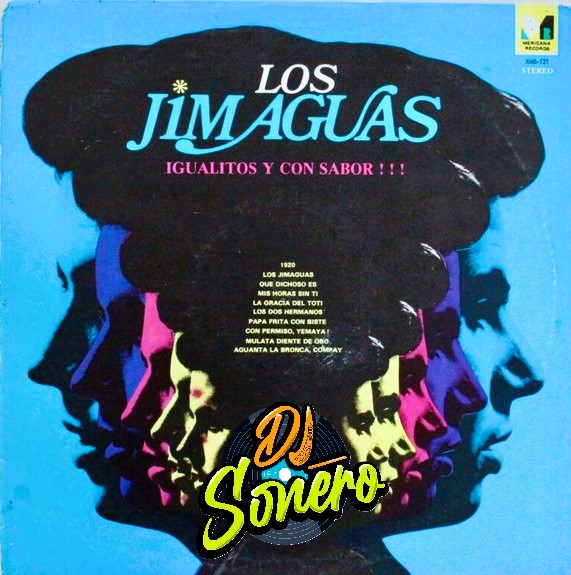 MERICANA
RECORDS
XMS-121
STEREO
LOS
JIMAGUAS
IGUALITOS Y CON SABOR ! ! !
1920
LOS JIMAGUAS
QUE DICHOSO ES
MIS HORAS SIN TI
LA GRACIA DEL TOTI
LOS DOS HERMANOS
PAPA FRITA CON BISTE
CON PERMISO, YEMAYA !
MULATA DIENTE DE ORO
AGUANTA LA BRONCA, COMPAY
DJ
Sonero